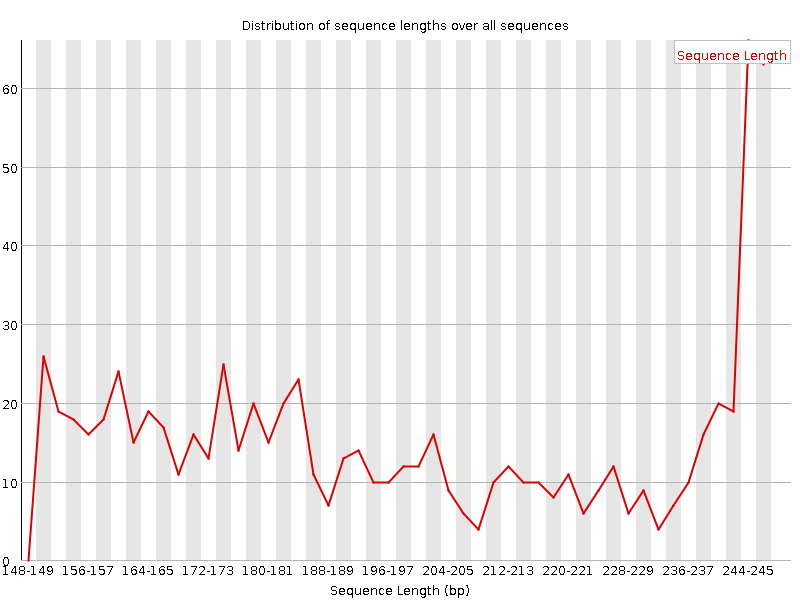 Distribution of sequence lengths over all sequences
Sequence Length
60
50
40
30
20
10
0
148-149 156-157 164-165 172-173 180-181 188-189 196-197 204-205 212-213 220-221 228-229 236-237 244-245
Sequence Length (bp)